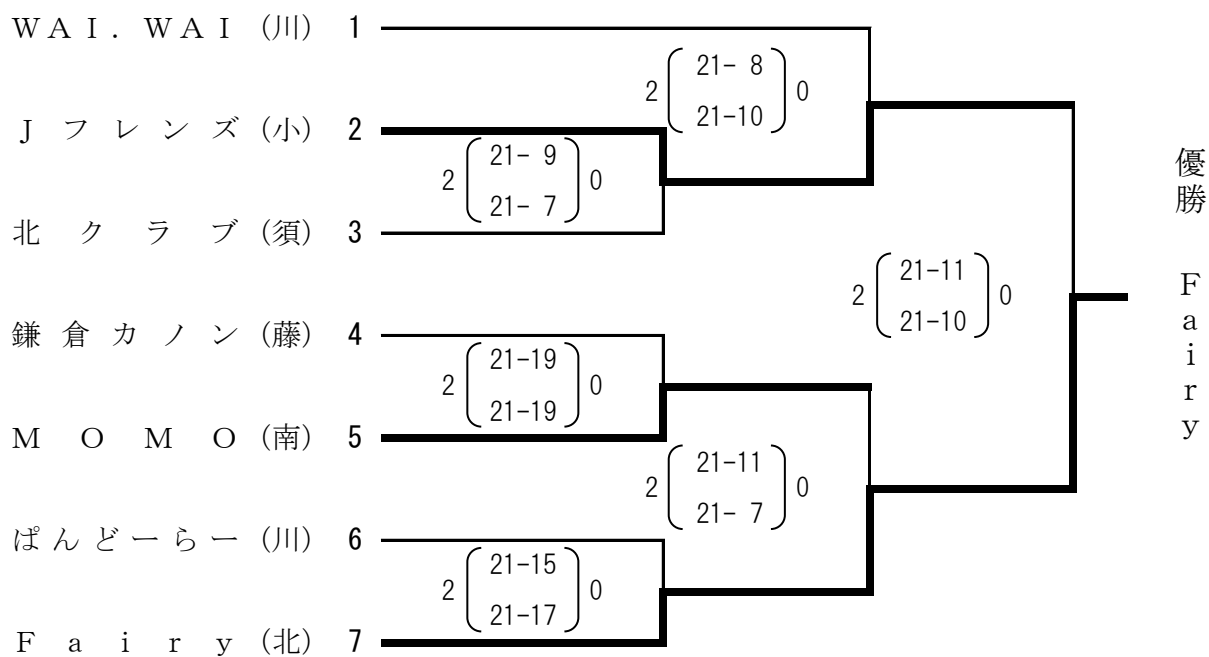 WAI.WAI (川) 1
2 21- 8 0
21-10
Jフレンズ (小) 2
2 21- 9 0
21- 7
北クラブ (須) 3
鎌倉カノン (藤) 4
2 21-19 0
21-19
MOMO (南) 5
2 21-11 0
21- 7
ぱんどーらー (川) 6
2 21-15 0
21-17
Fairy (北) 7
2 21-11 0
21-10
優勝 Fairy